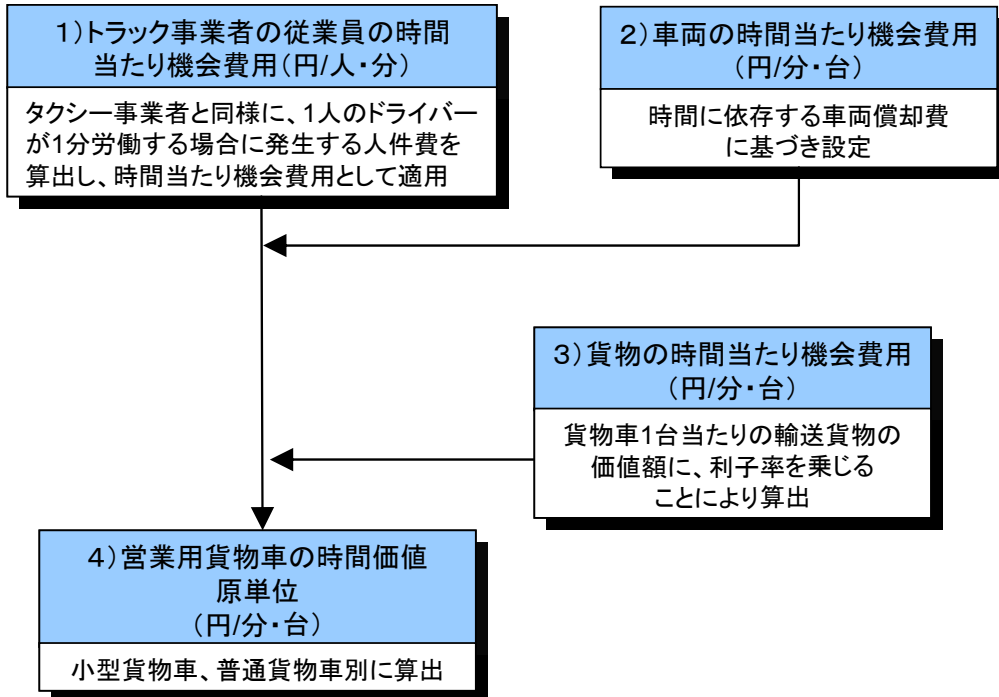 1)トラック事業者の従業員の時間
当たり機会費用(円/人・分)
タクシー事業者と同様に、1人のドライバー
が1分労働する場合に発生する人件費を
算出し、時間当たり機会費用として適用
2)車両の時間当たり機会費用
(円/分・台)
時間に依存する車両償却費
に基づき設定
3)貨物の時間当たり機会費用
(円/分・台)
貨物車1台当たりの輸送貨物の
価値額に、利子率を乗じる
ことにより算出
4)営業用貨物車の時間価値
原単位
(円/分・台)
小型貨物車、普通貨物車別に算出